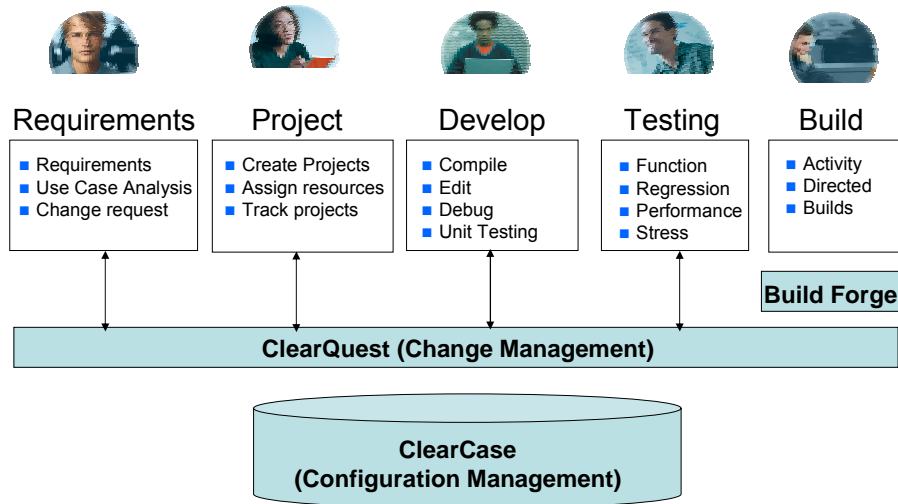 Requirements
Project
Develop
Testing
Build
Requirements
Use Case Analysis
Change request
Create Projects
Assign resources
Track projects
Compile
Edit
Debug
Unit Testing
Function
Regression
Performance
Stress
Activity
Directed
Builds
Build Forge
ClearQuest (Change Management)
ClearCase
(Configuration Management)